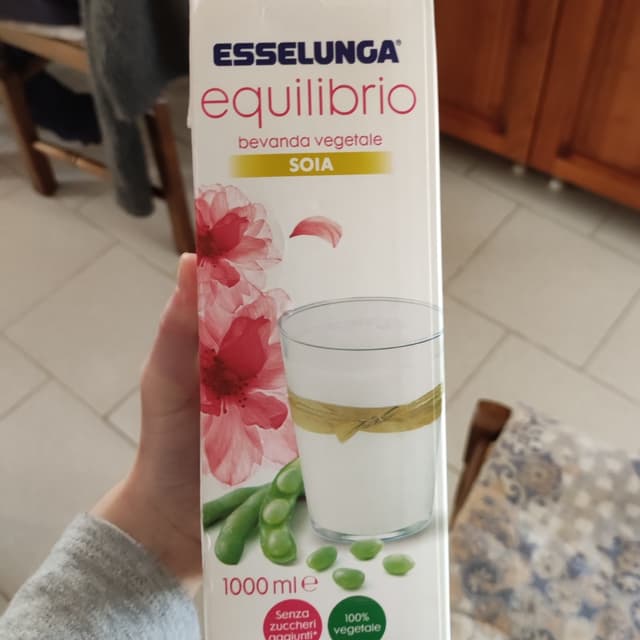 ESSELUNGA®
equilibrio
bevanda vegetale
SOIA
1000 ml ℮
Senza
zuccheri
aggiunti*
100%
vegetale